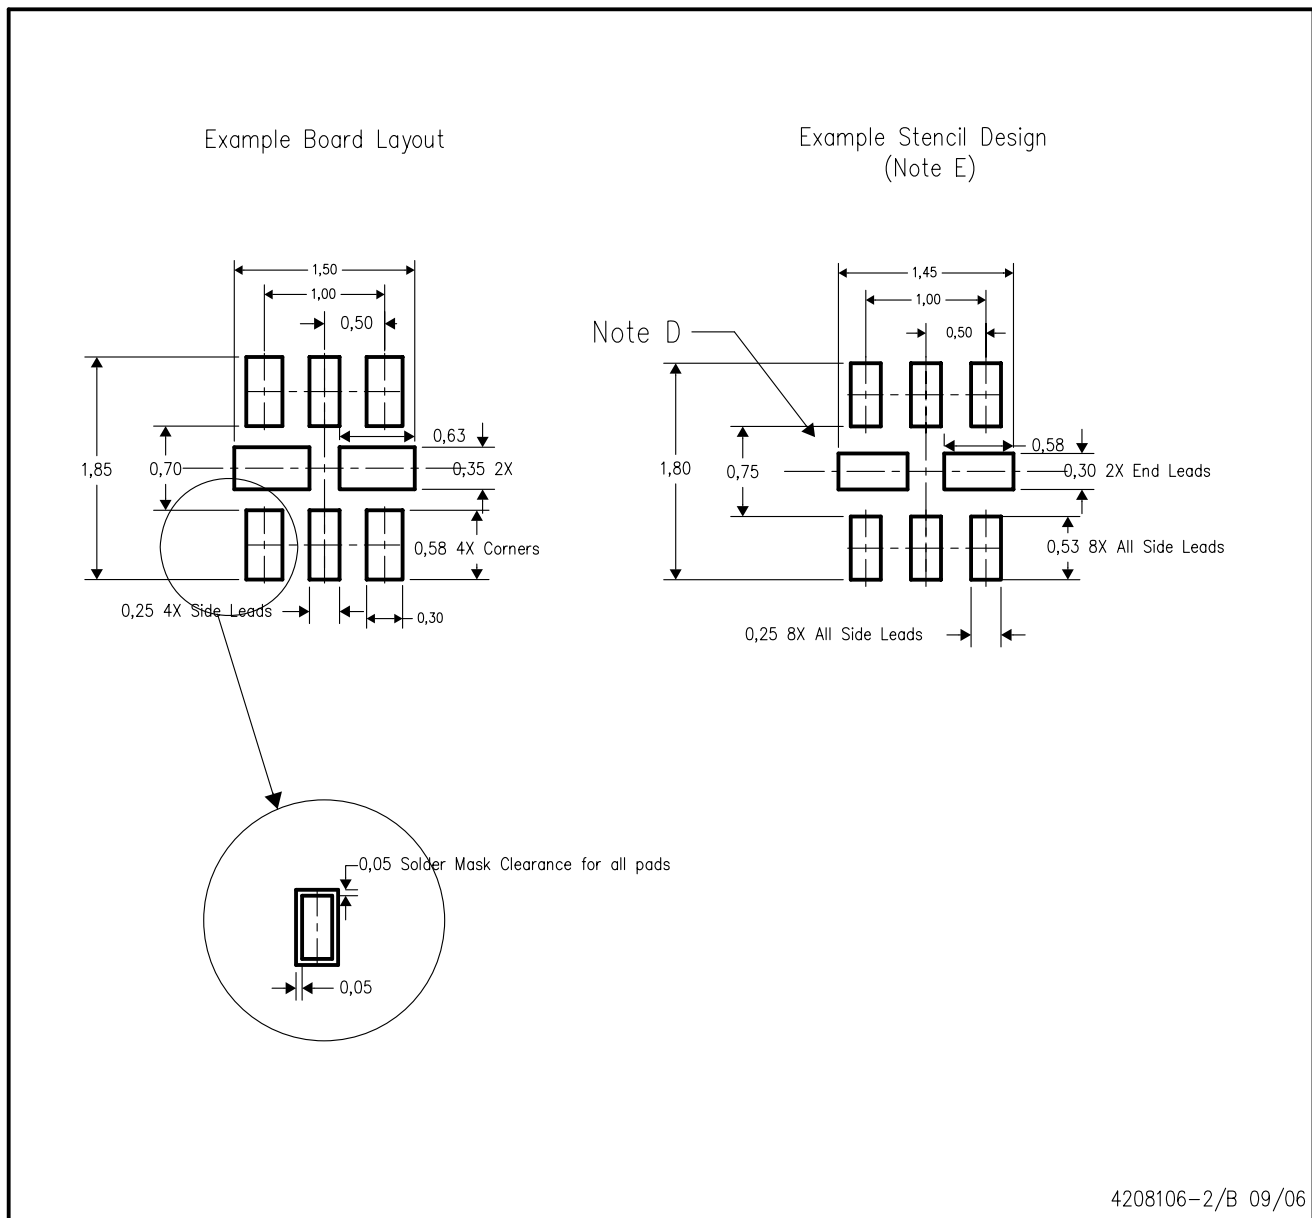 Example Board Layout
Example Stencil Design
(Note E)
1,50
1,00
0,50
0,63
1,85
0,70
0,35 2X
0,58 4X Corners
0,25 4X Side Leads
0,30
1,45
1,00
0,50
Note D
0,58
1,80
0,75
0,30 2X End Leads
0,53 8X All Side Leads
0,25 8X All Side Leads
0,05 Solder Mask Clearance for all pads
0,05
4208106-2/B 09/06